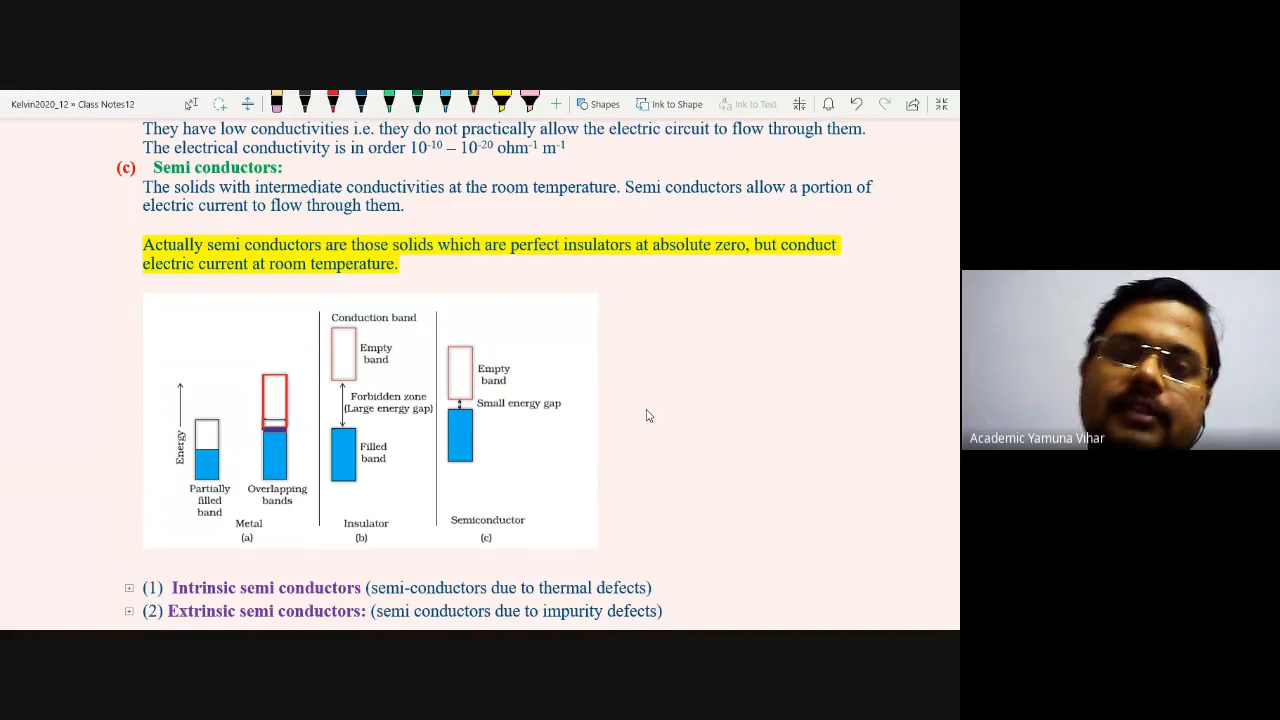 Kelvin2020_12 » Class Notes12
Shapes
Ink to Shape
Ink to Text
They have low conductivities i.e. they do not practically allow the electric circuit to flow through them.
The electrical conductivity is in order 10⁻¹⁰ – 10⁻²⁰ ohm⁻¹ m⁻¹
(c) Semi conductors:
The solids with intermediate conductivities at the room temperature. Semi conductors allow a portion of
electric current to flow through them.
Actually semi conductors are those solids which are perfect insulators at absolute zero, but conduct
electric current at room temperature.
Energy
Partially
filled
band
Overlapping
bands
Metal
(a)
Conduction band
Empty
band
Forbidden zone
(Large energy gap)
Filled
band
Insulator
(b)
Empty
band
Small energy gap
Semiconductor
(c)
(1) Intrinsic semi conductors (semi-conductors due to thermal defects)
(2) Extrinsic semi conductors: (semi conductors due to impurity defects)
Academic Yamuna Vihar